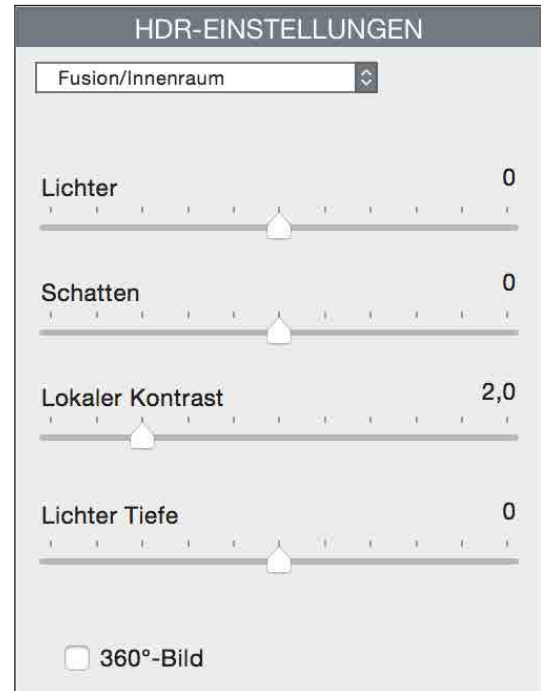 HDR-EINSTELLUNGEN
Fusion/Innenraum
Lichter 0
Schatten 0
Lokaler Kontrast 2,0
Lichter Tiefe 0
360°-Bild